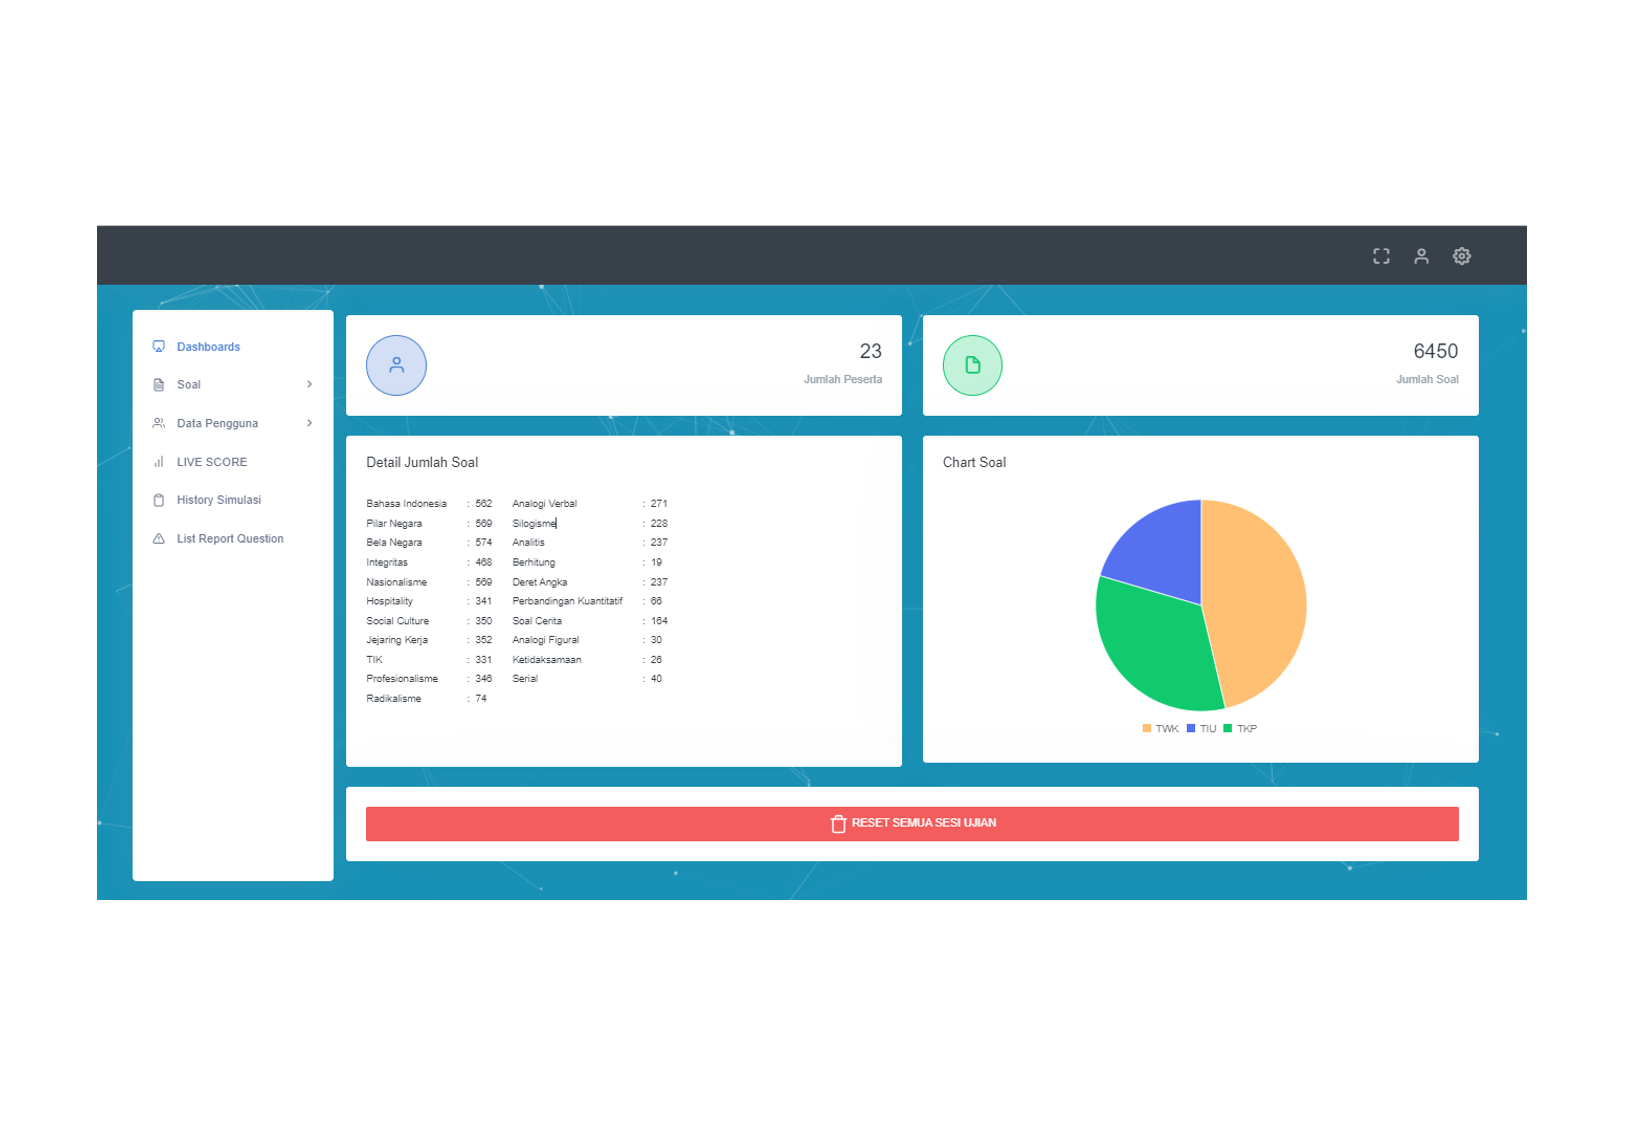 Dashboards
Soal
Data Pengguna
LIVE SCORE
History Simulasi
List Report Question
23
Jumlah Peserta
6450
Jumlah Soal
Detail Jumlah Soal
Bahasa Indonesia : 562 Analogi Verbal : 271
Pilar Negara : 569 Silogisme : 228
Bela Negara : 574 Analitis : 237
Integritas : 468 Berhitung : 19
Nasionalisme : 569 Deret Angka : 237
Hospitality : 341 Perbandingan Kuantitatif : 66
Social Culture : 350 Soal Cerita : 164
Jejaring Kerja : 352 Analogi Figural : 30
TIK : 331 Ketidaksamaan : 26
Profesionalisme : 346 Serial : 40
Radikalisme : 74
Chart Soal
TWK TIU TKP
RESET SEMUA SESI UJIAN